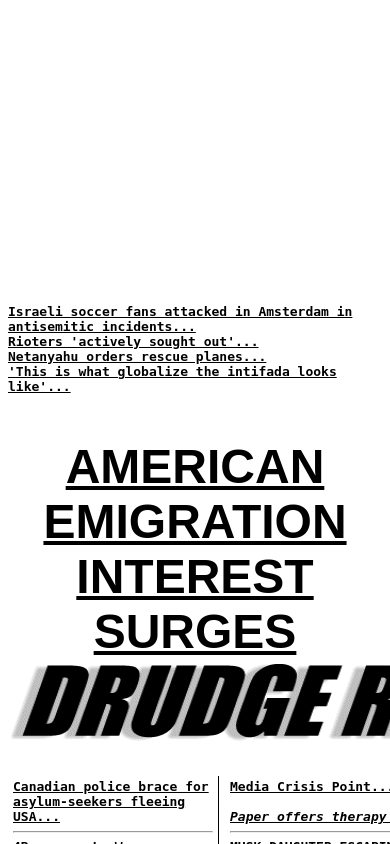 Israeli soccer fans attacked in Amsterdam in
antisemitic incidents...
Rioters 'actively sought out'...
Netanyahu orders rescue planes...
'This is what globalize the intifada looks
like'...
AMERICAN
EMIGRATION
INTEREST
SURGES
DRUDGE R
Canadian police brace for
asylum-seekers fleeing
USA...
Media Crisis Point...
Paper offers therapy